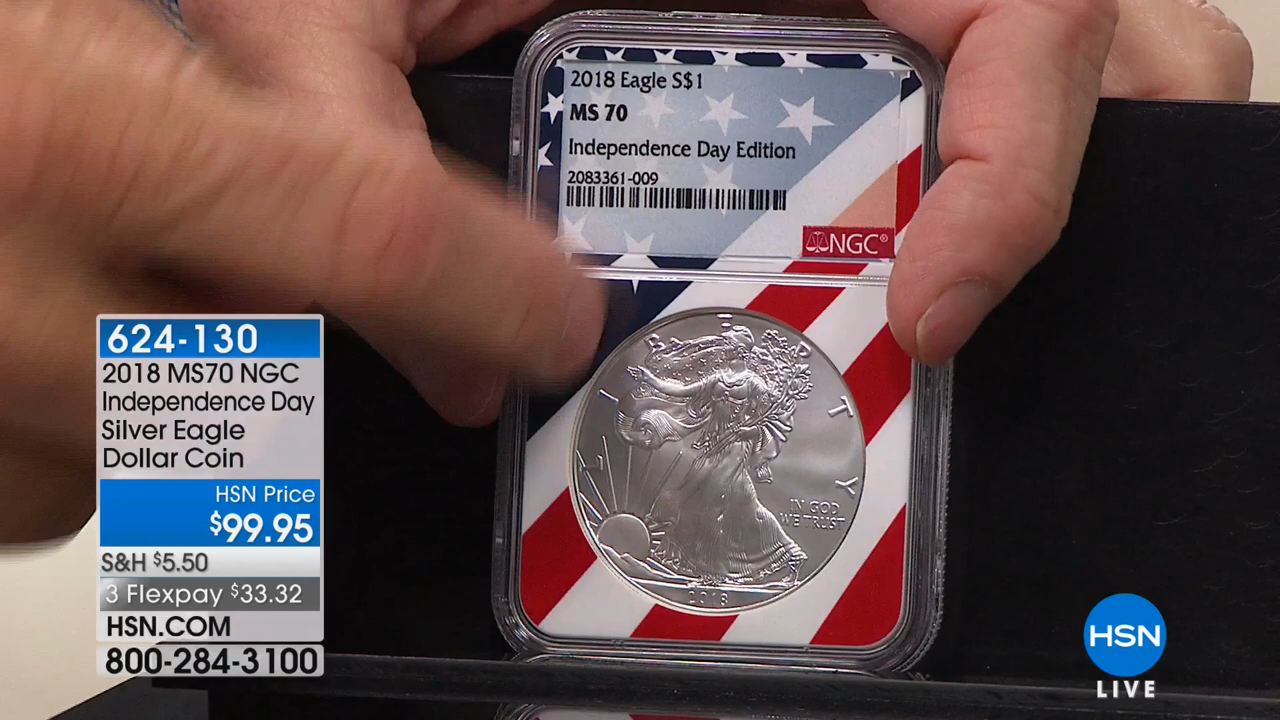 2018 Eagle S$1
MS 70
Independence Day Edition
2083361-009
NGC®
LIBERTY
IN GOD
WE TRUST
2018
624-130
2018 MS70 NGC
Independence Day
Silver Eagle
Dollar Coin
HSN Price
$99.95
S&H $5.50
3 Flexpay $33.32
HSN.COM
800-284-3100
HSN
LIVE